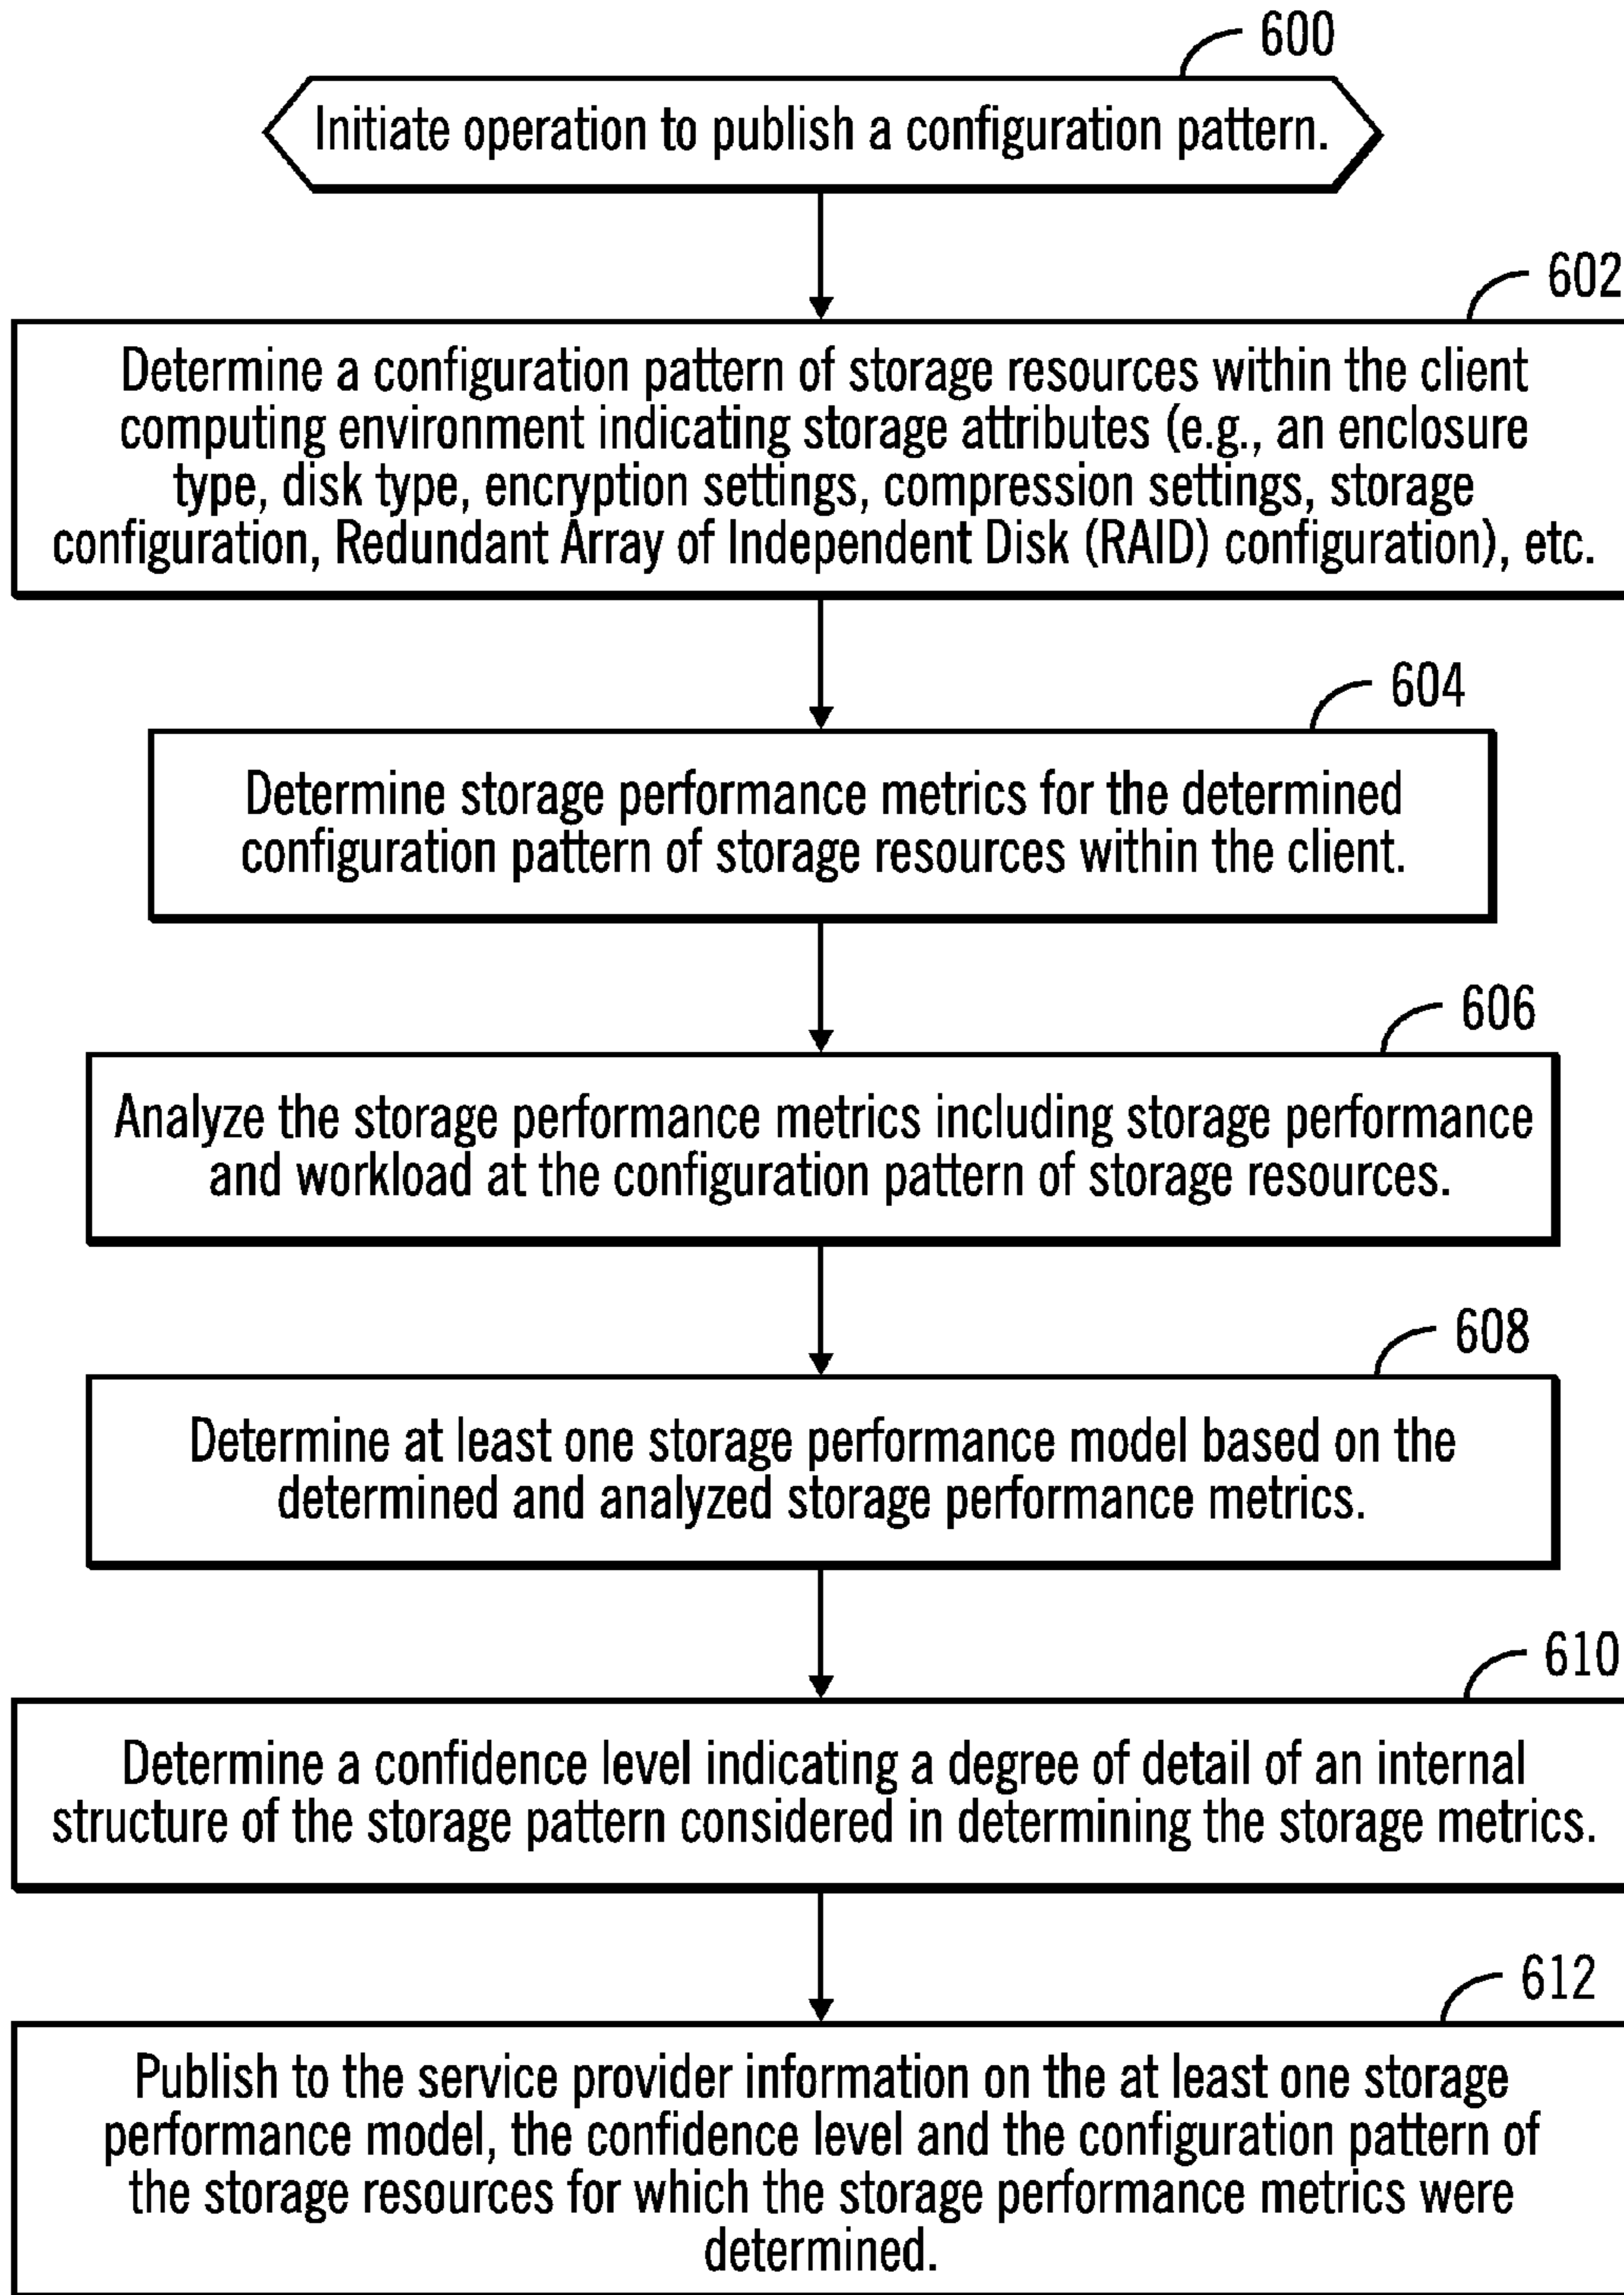 600
Initiate operation to publish a configuration pattern.
602
Determine a configuration pattern of storage resources within the client
computing environment indicating storage attributes (e.g., an enclosure
type, disk type, encryption settings, compression settings, storage
configuration, Redundant Array of Independent Disk (RAID) configuration), etc.
604
Determine storage performance metrics for the determined
configuration pattern of storage resources within the client.
606
Analyze the storage performance metrics including storage performance
and workload at the configuration pattern of storage resources.
608
Determine at least one storage performance model based on the
determined and analyzed storage performance metrics.
610
Determine a confidence level indicating a degree of detail of an internal
structure of the storage pattern considered in determining the storage metrics.
612
Publish to the service provider information on the at least one storage
performance model, the confidence level and the configuration pattern of
the storage resources for which the storage performance metrics were
determined.